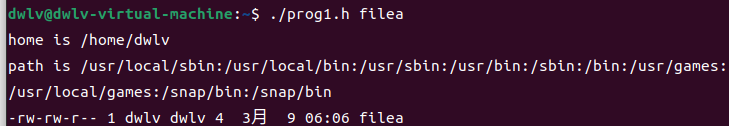 dwlv@dwlv-virtual-machine:~$ ./prog1.h filea
home is /home/dwlv
path is /usr/local/sbin:/usr/local/bin:/usr/sbin:/usr/bin:/sbin:/bin:/usr/games:
/usr/local/games:/snap/bin:/snap/bin
-rw-rw-r-- 1 dwlv dwlv 4  3月  9 06:06 filea